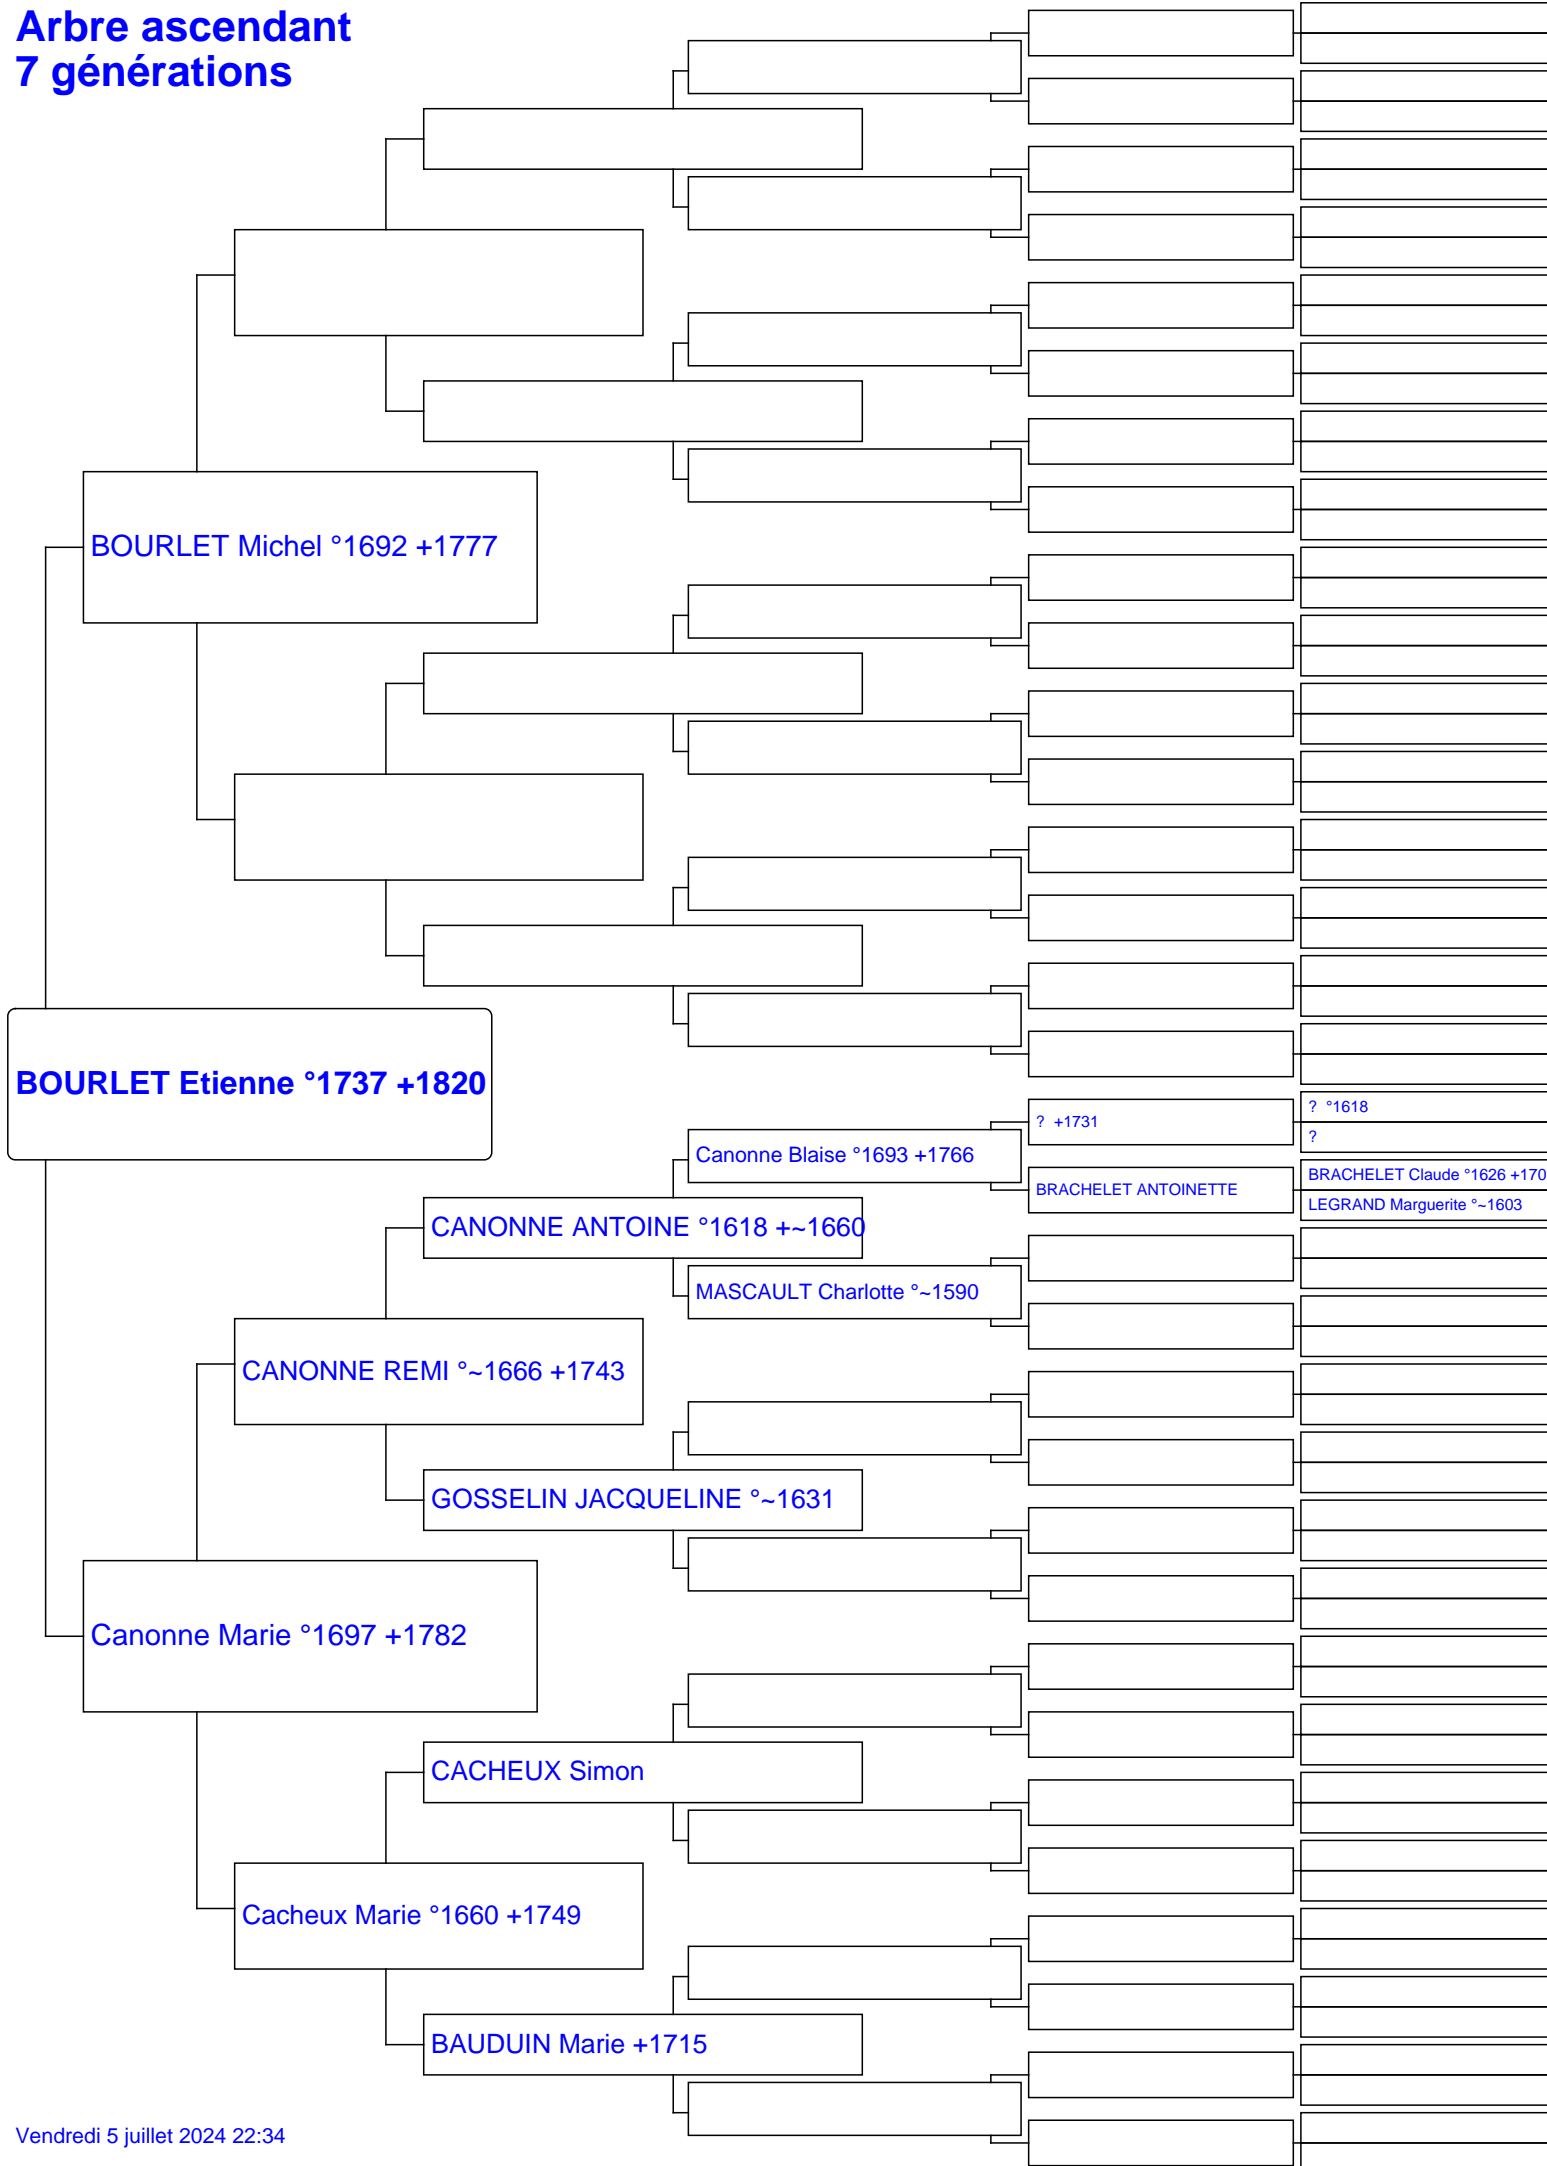 Arbre ascendant
7 générations
BOURLET Michel °1692 +1777
BOURLET Etienne °1737 +1820
? +1731
? °1618
?
Canonne Blaise °1693 +1766
BRACHELET ANTOINETTE
BRACHELET Claude °1626 +170
LEGRAND Marguerite °~1603
CANONNE ANTOINE °1618 +~1660
MASCAULT Charlotte °~1590
CANONNE REMI °~1666 +1743
GOSSELIN JACQUELINE °~1631
Canonne Marie °1697 +1782
CACHEUX Simon
Cacheux Marie °1660 +1749
BAUDUIN Marie +1715
Vendredi 5 juillet 2024 22:34